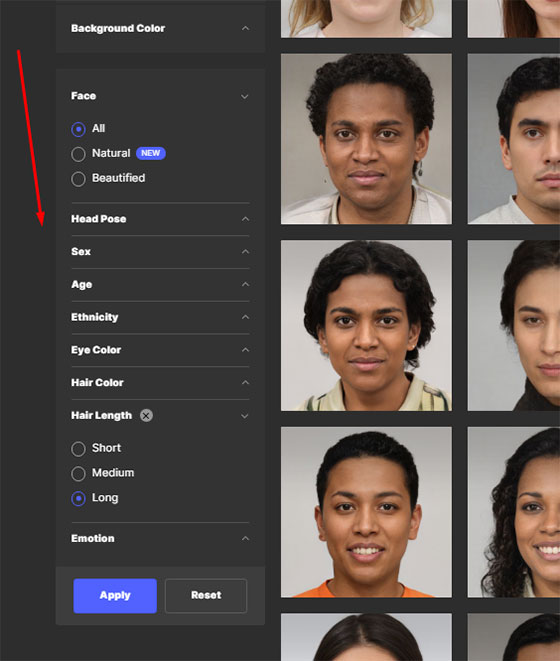 Background Color
Face
All
Natural NEW
Beautified
Head Pose
Sex
Age
Ethnicity
Eye Color
Hair Color
Hair Length
Short
Medium
Long
Emotion
Apply Reset